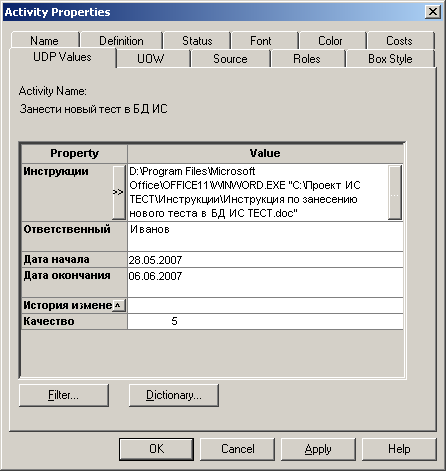 Activity Properties
Name Definition Status Font Color Costs
UDP Values UOW Source Roles Box Style
Activity Name:
Занести новый тест в БД ИС
Property Value
Инструкции >> D:\Program Files\Microsoft
Office\OFFICE11\WINWORD.EXE "C:\Проект ИС
ТЕСТ\Инструкции\Инструкция по занесению
нового теста в БД ИС ТЕСТ.doc"
Ответственный Иванов
Дата начала 28.05.2007
Дата окончания 06.06.2007
История измене
Качество 5
Filter... Dictionary...
OK Cancel Apply Help